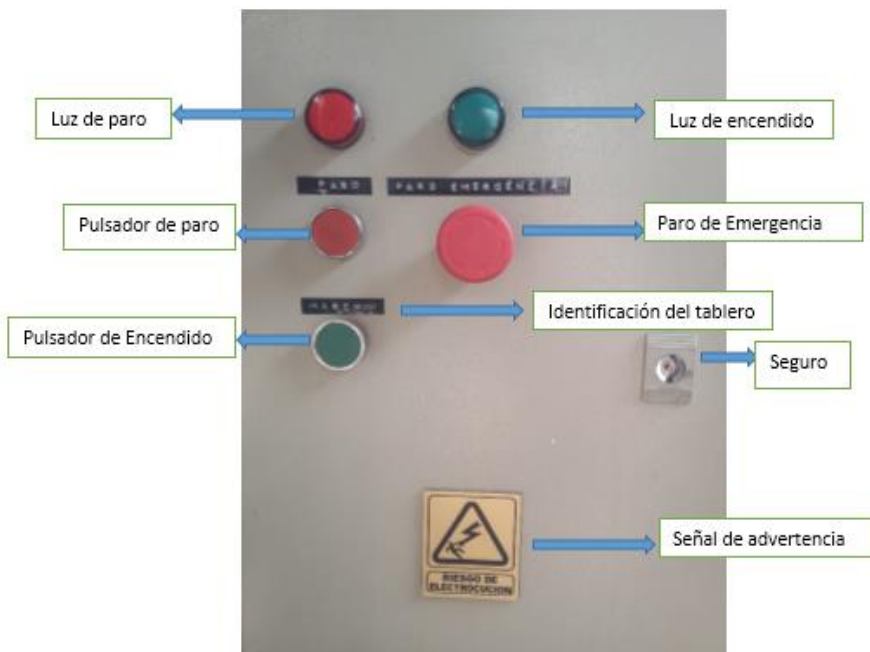 Luz de paro
Luz de encendido
PARO
PARO EMERGENCIA
Pulsador de paro
Paro de Emergencia
Identificación del tablero
Pulsador de Encendido
Seguro
Señal de advertencia
RIESGO DE
ELECTROCUCION